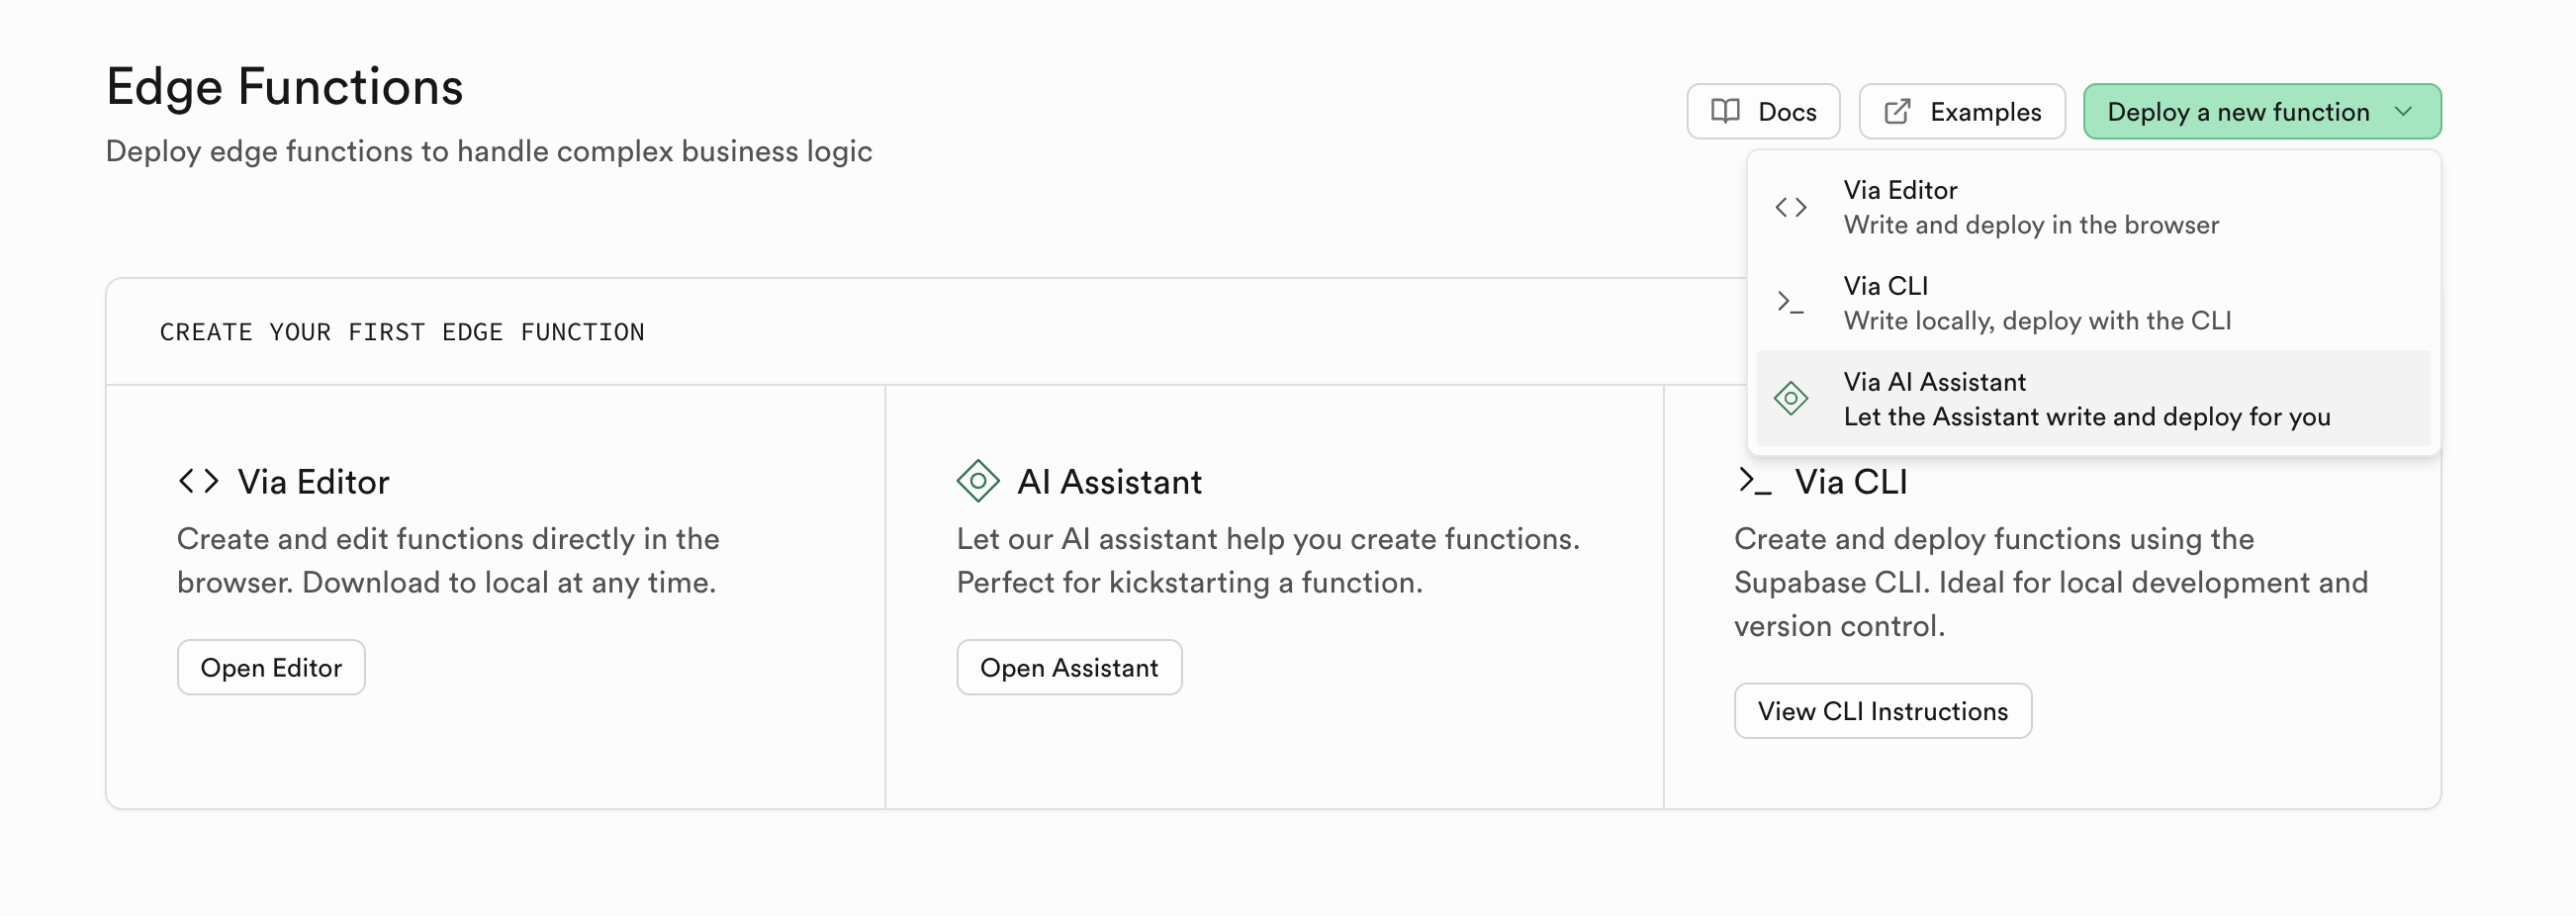 Edge Functions
Deploy edge functions to handle complex business logic
Docs
Examples
Deploy a new function
Via Editor
Write and deploy in the browser
Via CLI
Write locally, deploy with the CLI
Via AI Assistant
Let the Assistant write and deploy for you
CREATE YOUR FIRST EDGE FUNCTION
Via Editor
Create and edit functions directly in the
browser. Download to local at any time.
Open Editor
AI Assistant
Let our AI assistant help you create functions.
Perfect for kickstarting a function.
Open Assistant
Via CLI
Create and deploy functions using the
Supabase CLI. Ideal for local development and
version control.
View CLI Instructions